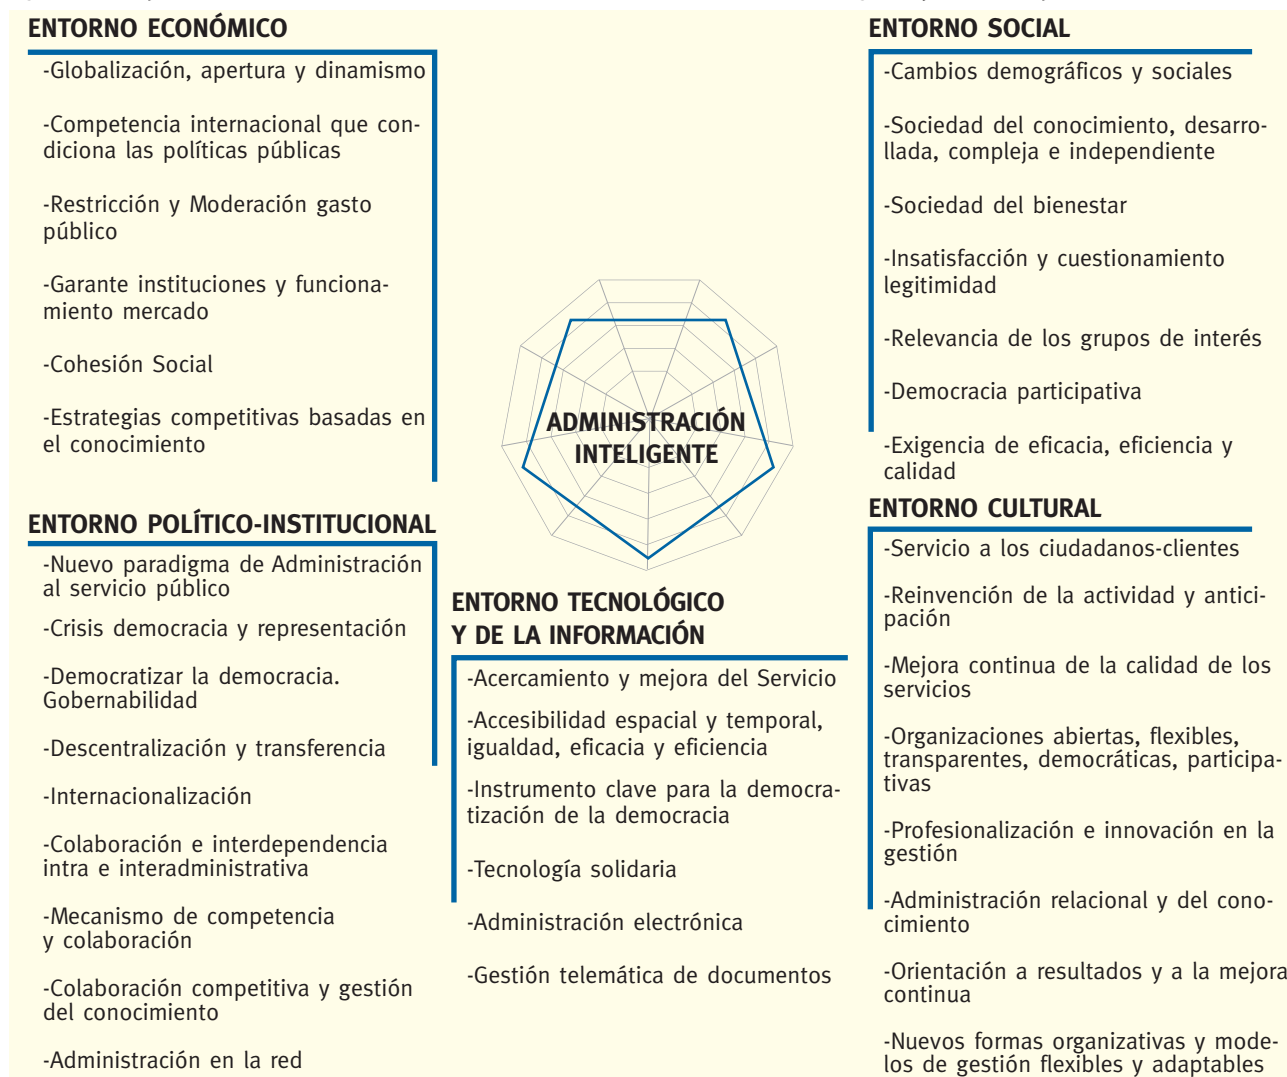 ENTORNO ECONÓMICO
-Globalización, apertura y dinamismo
-Competencia internacional que con-
diciona las políticas públicas
-Restricción y Moderación gasto
público
-Garante instituciones y funciona-
miento mercado
-Cohesión Social
-Estrategias competitivas basadas en
el conocimiento
ENTORNO POLÍTICO-INSTITUCIONAL
-Nuevo paradigma de Administración
al servicio público
-Crisis democracia y representación
-Democratizar la democracia.
Gobernabilidad
-Descentralización y transferencia
-Internacionalización
-Colaboración e interdependencia
intra e interadministrativa
-Mecanismo de competencia
y colaboración
-Colaboración competitiva y gestión
del conocimiento
-Administración en la red
ADMINISTRACIÓN
INTELIGENTE
ENTORNO TECNOLÓGICO
Y DE LA INFORMACIÓN
-Acercamiento y mejora del Servicio
-Accesibilidad espacial y temporal,
igualdad, eficacia y eficiencia
-Instrumento clave para la democra-
tización de la democracia
-Tecnología solidaria
-Administración electrónica
-Gestión telemática de documentos
ENTORNO SOCIAL
-Cambios demográficos y sociales
-Sociedad del conocimiento, desarro-
llada, compleja e independiente
-Sociedad del bienestar
-Insatisfacción y cuestionamiento
legitimidad
-Relevancia de los grupos de interés
-Democracia participativa
-Exigencia de eficacia, eficiencia y
calidad
ENTORNO CULTURAL
-Servicio a los ciudadanos-clientes
-Reinvención de la actividad y antici-
pación
-Mejora continua de la calidad de los
servicios
-Organizaciones abiertas, flexibles,
transparentes, democráticas, participa-
tivas
-Profesionalización e innovación en la
gestión
-Administración relacional y del cono-
cimiento
-Orientación a resultados y a la mejora
continua
-Nuevos formas organizativas y mode-
los de gestión flexibles y adaptables